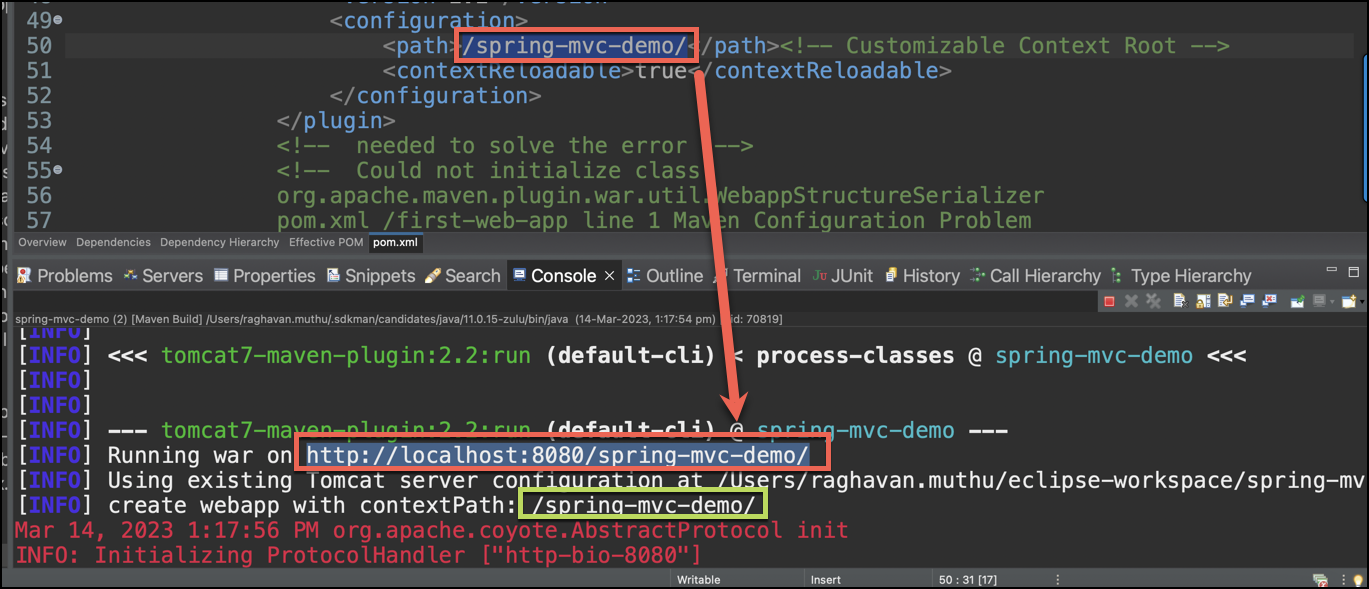 49 <configuration>
50 <path>/spring-mvc-demo/</path><!-- Customizable Context Root -->
51 <contextReloadable>true</contextReloadable>
52 </configuration>
53 </plugin>
54 <!-- needed to solve the error -->
55 <!-- Could not initialize class
56 org.apache.maven.plugin.war.util.WebappStructureSerializer
57 pom.xml /first-web-app line 1 Maven Configuration Problem
Overview Dependencies Dependency Hierarchy Effective POM pom.xml
Problems Servers Properties Snippets Search Console × Outline Terminal JUnit History Call Hierarchy Type Hierarchy
spring-mvc-demo (2) [Maven Build] /Users/raghavan.muthu/.sdkman/candidates/java/11.0.15-zulu/bin/java (14-Mar-2023, 1:17:54 pm) [pid: 70819]
[INFO]
[INFO] <<< tomcat7-maven-plugin:2.2:run (default-cli) < process-classes @ spring-mvc-demo <<<
[INFO]
[INFO]
[INFO] --- tomcat7-maven-plugin:2.2:run (default-cli) @ spring-mvc-demo ---
[INFO] Running war on http://localhost:8080/spring-mvc-demo/
[INFO] Using existing Tomcat server configuration at /Users/raghavan.muthu/eclipse-workspace/spring-mv
[INFO] create webapp with contextPath: /spring-mvc-demo/
Mar 14, 2023 1:17:56 PM org.apache.coyote.AbstractProtocol init
INFO: Initializing ProtocolHandler ["http-bio-8080"]
Writable Insert 50 : 31 [17]